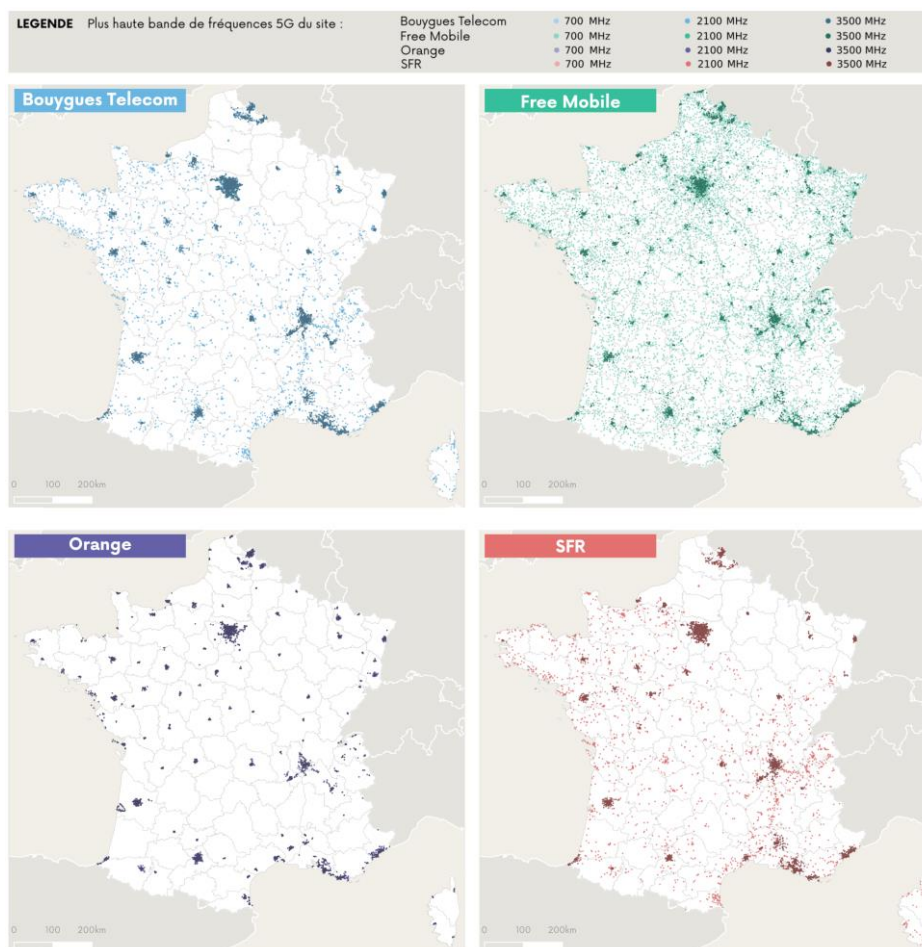 LEGENDE Plus haute bande de fréquences 5G du site :
Bouygues Telecom 700 MHz 2100 MHz 3500 MHz
Free Mobile 700 MHz 2100 MHz 3500 MHz
Orange 700 MHz 2100 MHz 3500 MHz
SFR 700 MHz 2100 MHz 3500 MHz
Bouygues Telecom
Free Mobile
0 100 200km
0 100 200km
Orange
SFR
0 100 200km
0 100 200km